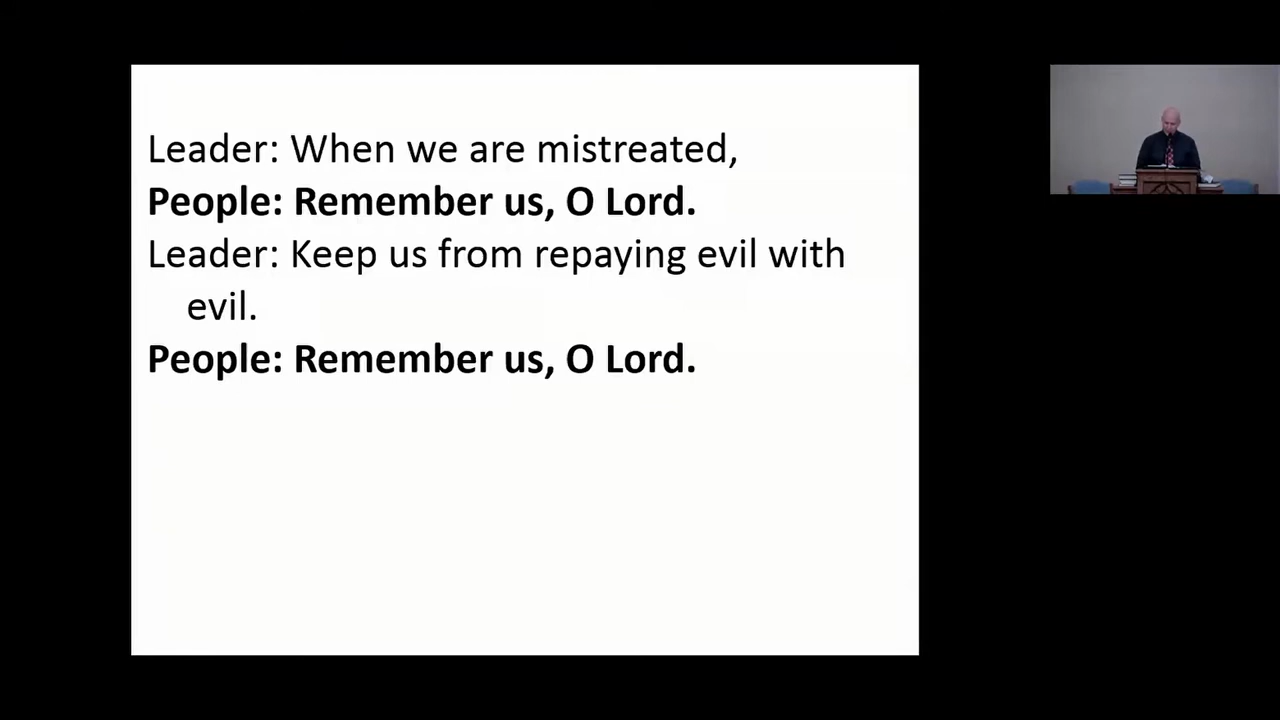 Leader: When we are mistreated,
People: Remember us, O Lord.
Leader: Keep us from repaying evil with
evil.
People: Remember us, O Lord.